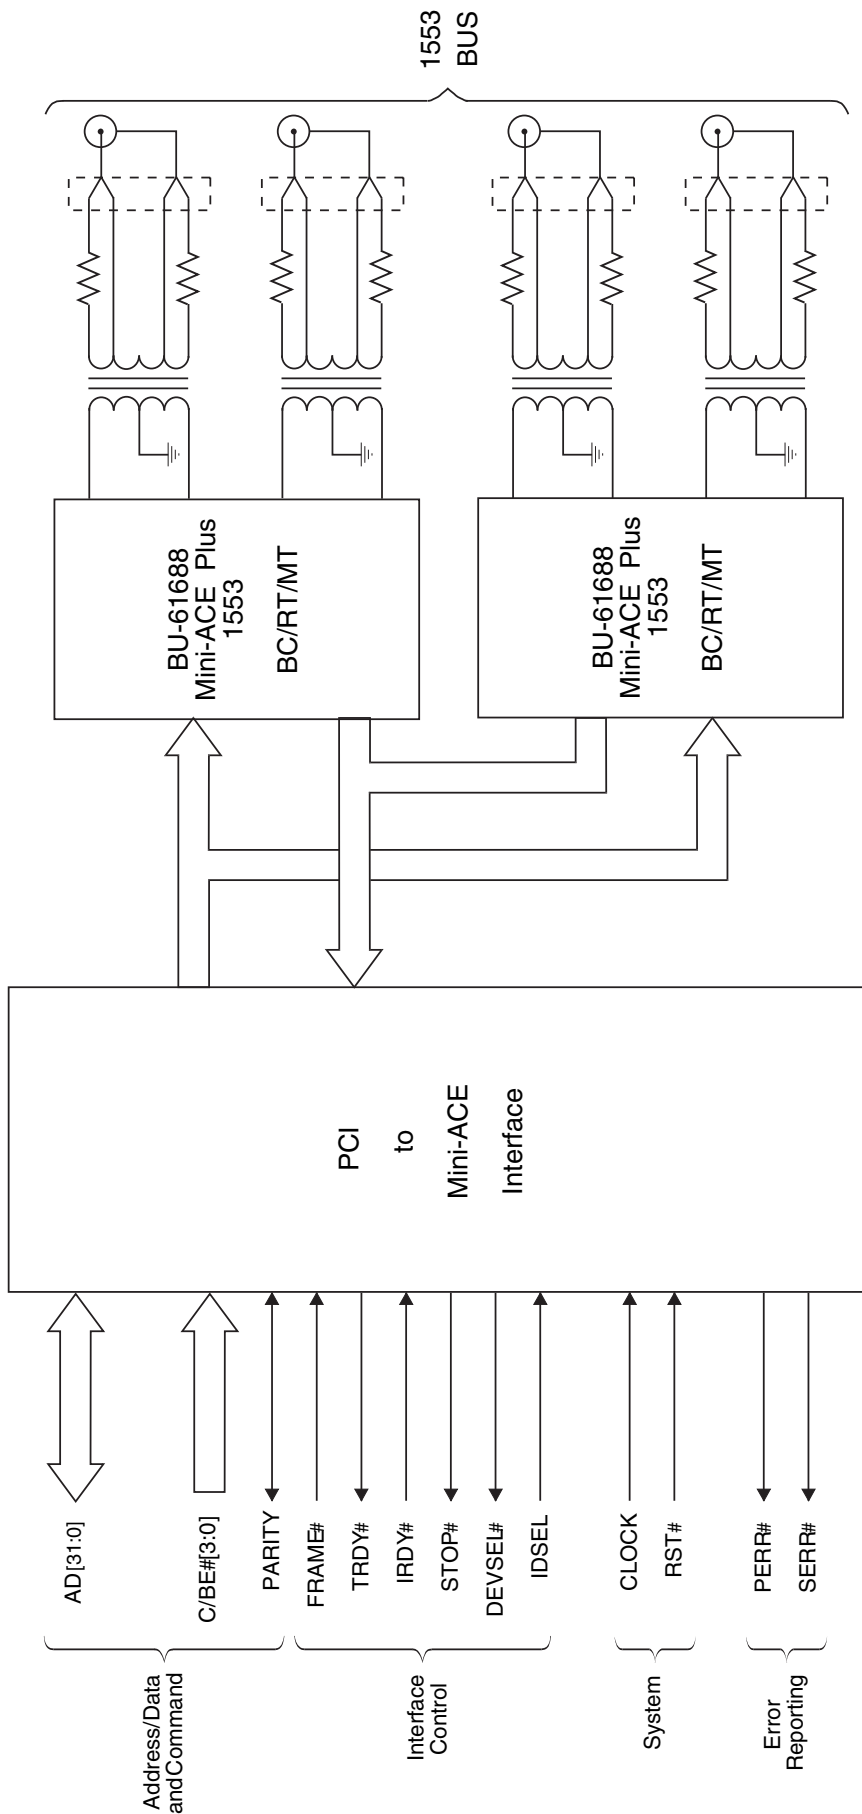 Address/Data
andCommand
Interface
Control
System
Error
Reporting
AD[31:0]
C/BE#[3:0]
PARITY
FRAME#
TRDY#
IRDY#
STOP#
DEVSEL#
IDSEL
CLOCK
RST#
PERR#
SERR#
PCI
to
Mini-ACE
Interface
BU-61688
Mini-ACE Plus
1553
BC/RT/MT
BU-61688
Mini-ACE Plus
1553
BC/RT/MT
1553
BUS